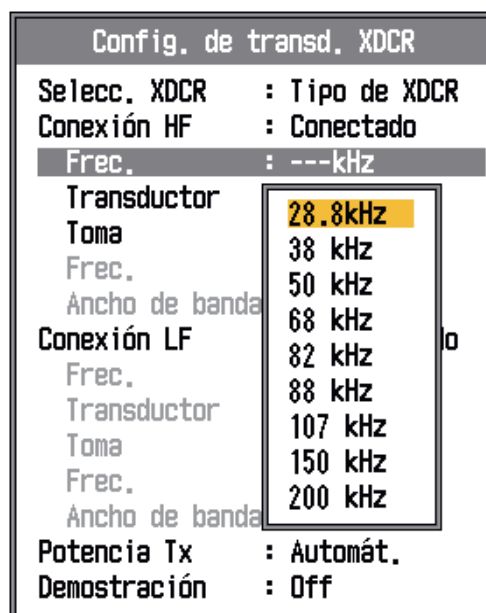 Config. de transd. XDCR
Selecc. XDCR : Tipo de XDCR
Conexión HF : Conectado
Frec. : ---kHz
Transductor
Toma
Frec.
Ancho de banda
Conexión LF
Frec.
Transductor
Toma
Frec.
Ancho de banda
Potencia Tx : Automát.
Demostración : Off
28.8kHz
38 kHz
50 kHz
68 kHz
82 kHz
88 kHz
107 kHz
150 kHz
200 kHz